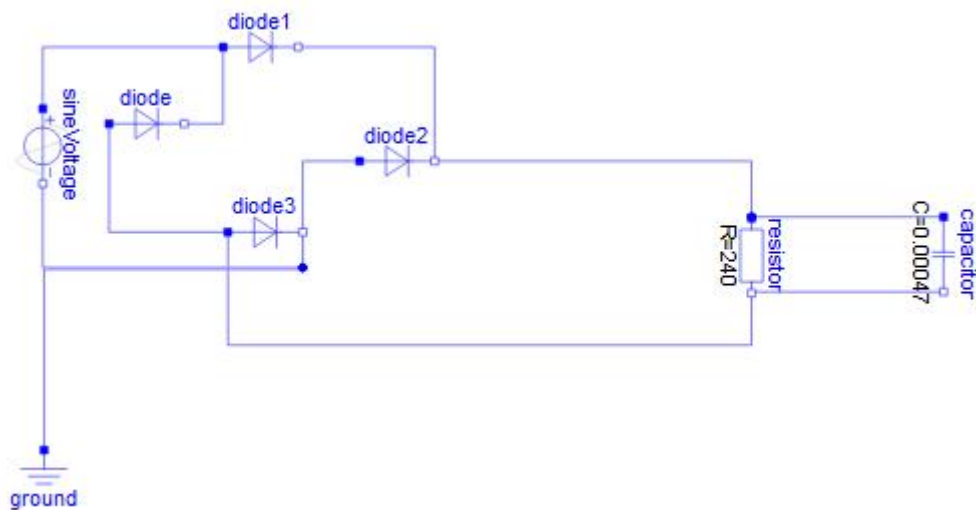 diode1
sineVoltage
+
−
diode
diode2
diode3
resistor
R=240
capacitor
C=0.00047
ground